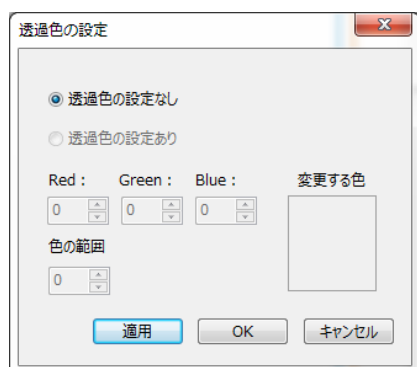 透過色の設定
透過色の設定なし
透過色の設定あり
Red : Green : Blue : 変更する色
0 0 0
色の範囲
0
適用 OK キャンセル